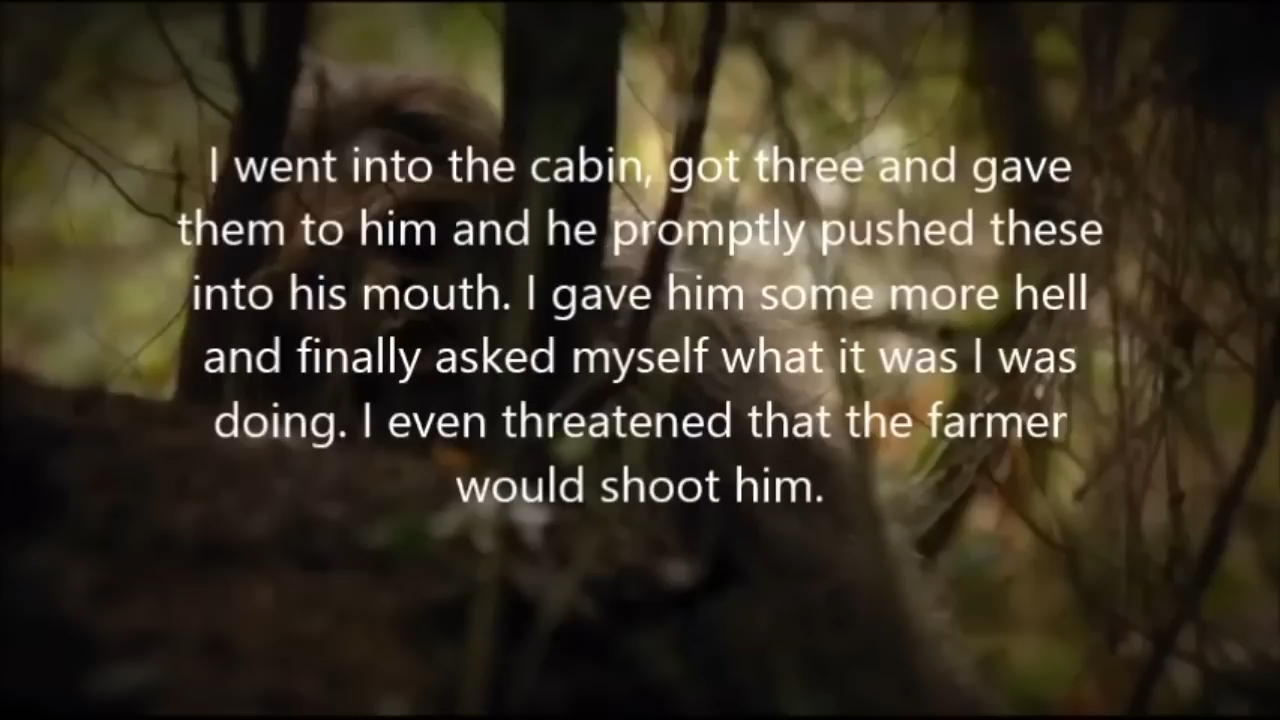 I went into the cabin, got three and gave
them to him and he promptly pushed these
into his mouth. I gave him some more hell
and finally asked myself what it was I was
doing. I even threatened that the farmer
would shoot him.